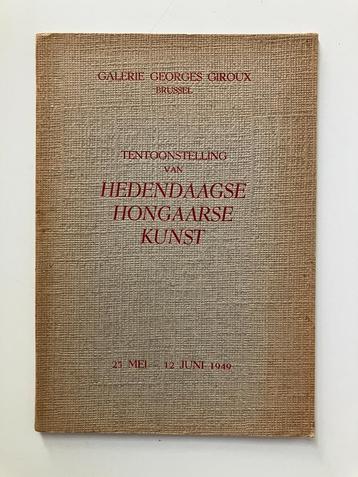 GALERIE GEORGES GIROUX
BRUSSEL
TENTOONSTELLING
VAN
HEDENDAAGSE
HONGAARSE
KUNST
25 MEI - 12 JUNI 1949